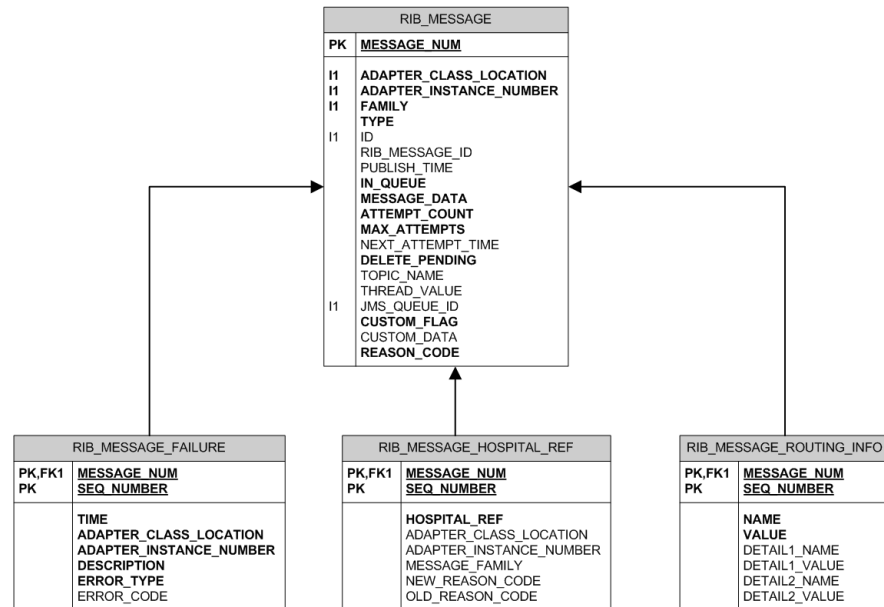 RIB_MESSAGE
PK MESSAGE_NUM
I1 ADAPTER_CLASS_LOCATION
I1 ADAPTER_INSTANCE_NUMBER
I1 FAMILY
TYPE
I1 ID
RIB_MESSAGE_ID
PUBLISH_TIME
IN_QUEUE
MESSAGE_DATA
ATTEMPT_COUNT
MAX_ATTEMPTS
NEXT_ATTEMPT_TIME
DELETE_PENDING
TOPIC_NAME
THREAD_VALUE
I1 JMS_QUEUE_ID
CUSTOM_FLAG
CUSTOM_DATA
REASON_CODE
RIB_MESSAGE_FAILURE
PK,FK1 MESSAGE_NUM
PK SEQ_NUMBER
TIME
ADAPTER_CLASS_LOCATION
ADAPTER_INSTANCE_NUMBER
DESCRIPTION
ERROR_TYPE
ERROR_CODE
RIB_MESSAGE_HOSPITAL_REF
PK,FK1 MESSAGE_NUM
PK SEQ_NUMBER
HOSPITAL_REF
ADAPTER_CLASS_LOCATION
ADAPTER_INSTANCE_NUMBER
MESSAGE_FAMILY
NEW_REASON_CODE
OLD_REASON_CODE
RIB_MESSAGE_ROUTING_INFO
PK,FK1 MESSAGE_NUM
PK SEQ_NUMBER
NAME
VALUE
DETAIL1_NAME
DETAIL1_VALUE
DETAIL2_NAME
DETAIL2_VALUE